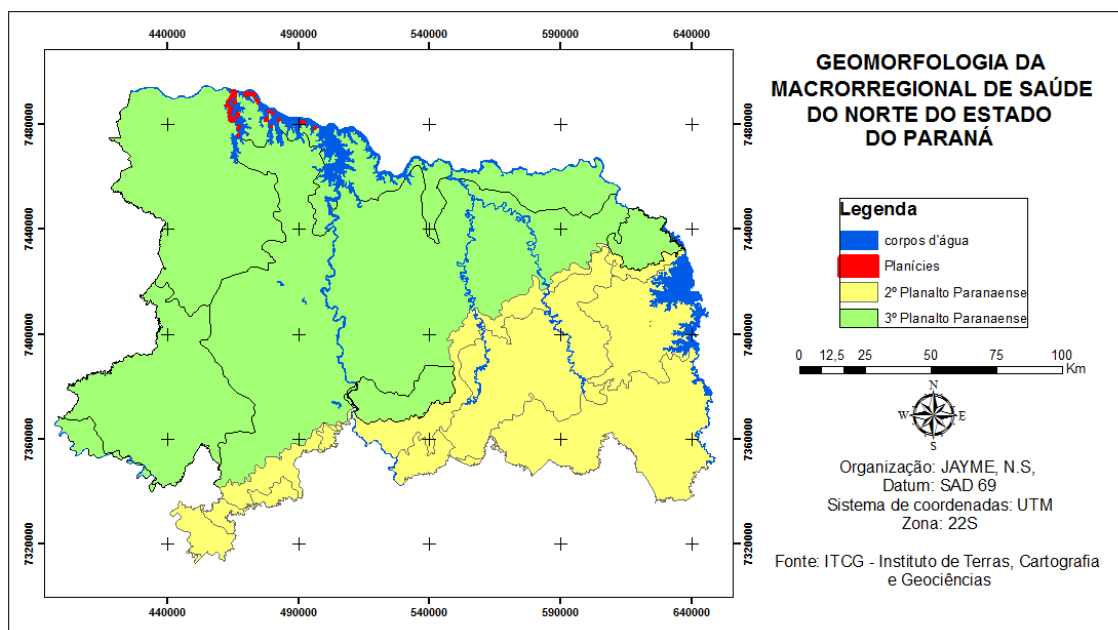 440000 490000 540000 590000 640000
7480000 7480000
7440000 7440000
7400000 7400000
7360000 7360000
7320000 7320000
440000 490000 540000 590000 640000
GEOMORFOLOGIA DA
MACRORREGIONAL DE SAÚDE
DO NORTE DO ESTADO
DO PARANÁ
Legenda
corpos d'água
Planícies
2º Planalto Paranaense
3º Planalto Paranaense
0 12,5 25 50 75 100
Km
N
W E
S
Organização: JAYME, N.S,
Datum: SAD 69
Sistema de coordenadas: UTM
Zona: 22S
Fonte: ITCG - Instituto de Terras, Cartografia
e Geociências